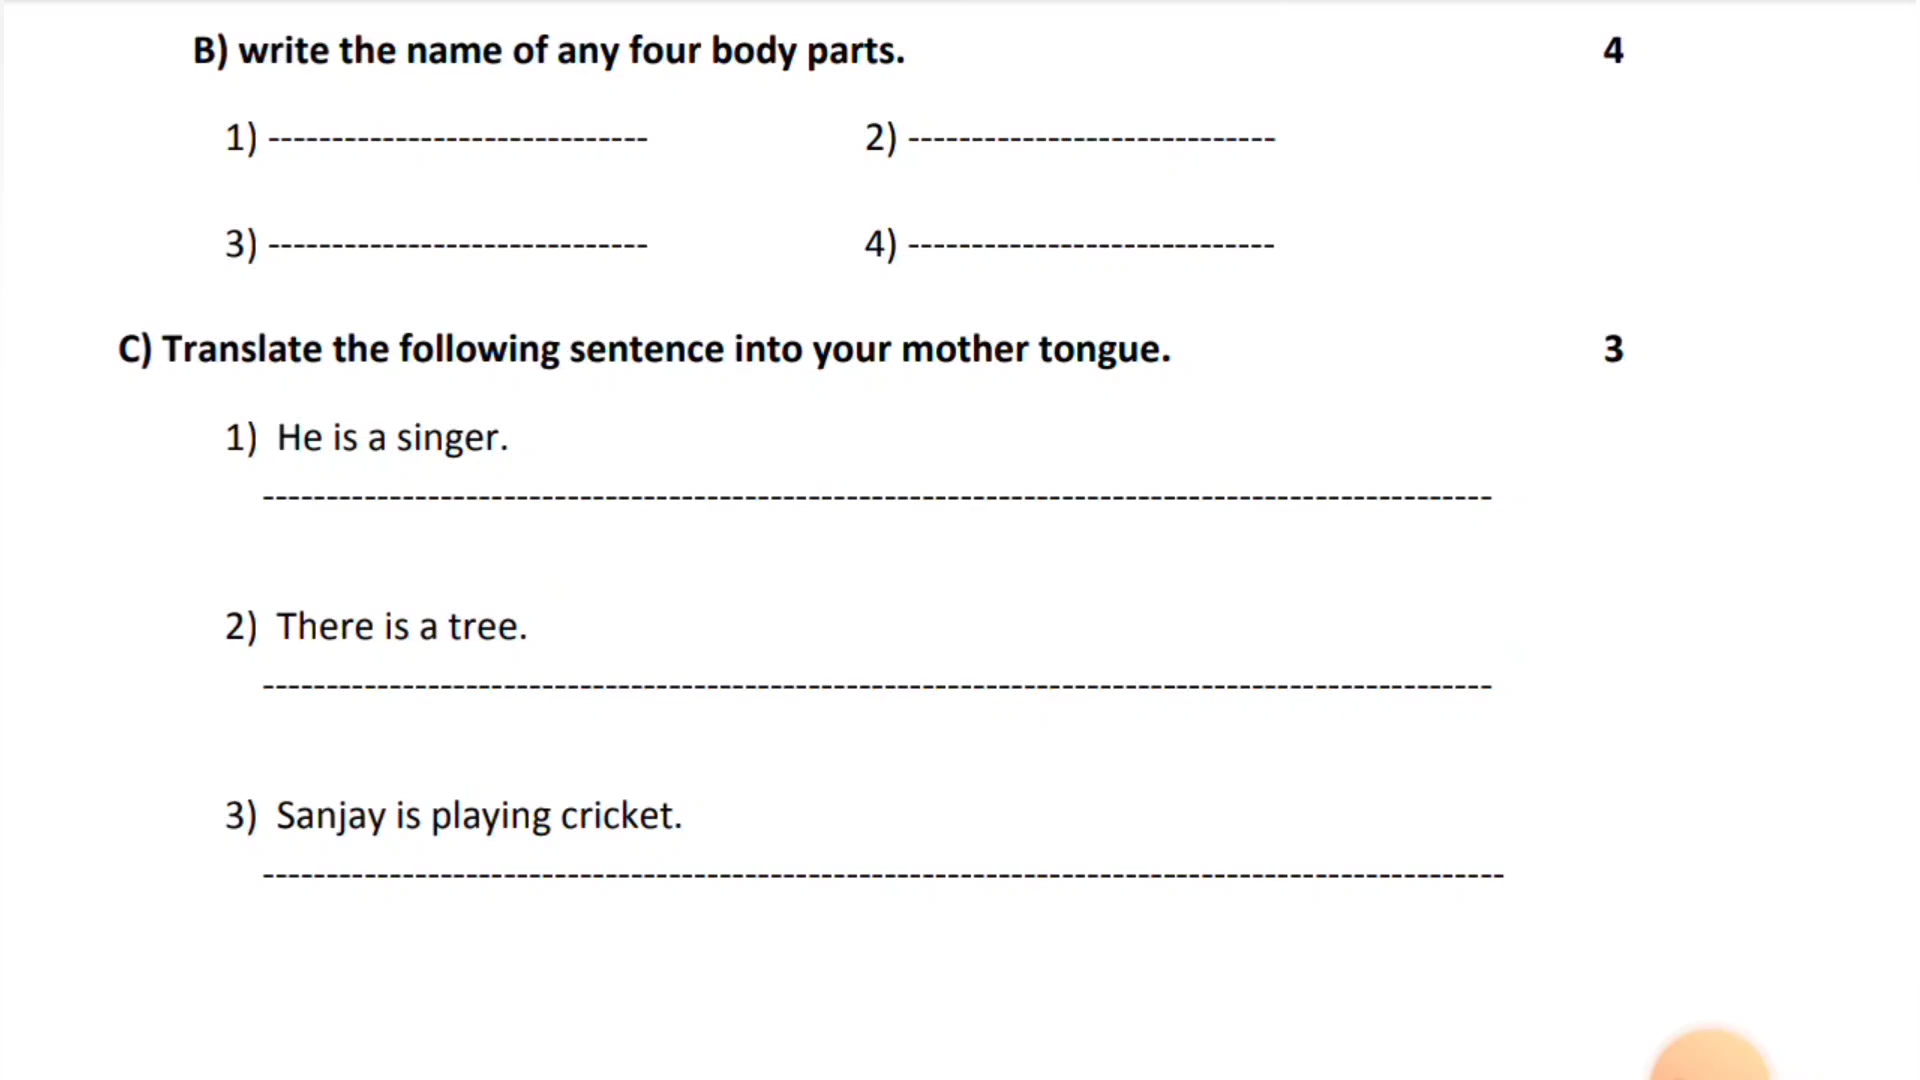 B) write the name of any four body parts. 4
1) ------------------------------ 2) -----------------------------
3) ------------------------------ 4) -----------------------------
C) Translate the following sentence into your mother tongue. 3
1) He is a singer.
-------------------------------------------------------------------------------------------------
2) There is a tree.
-------------------------------------------------------------------------------------------------
3) Sanjay is playing cricket.
--------------------------------------------------------------------------------------------------